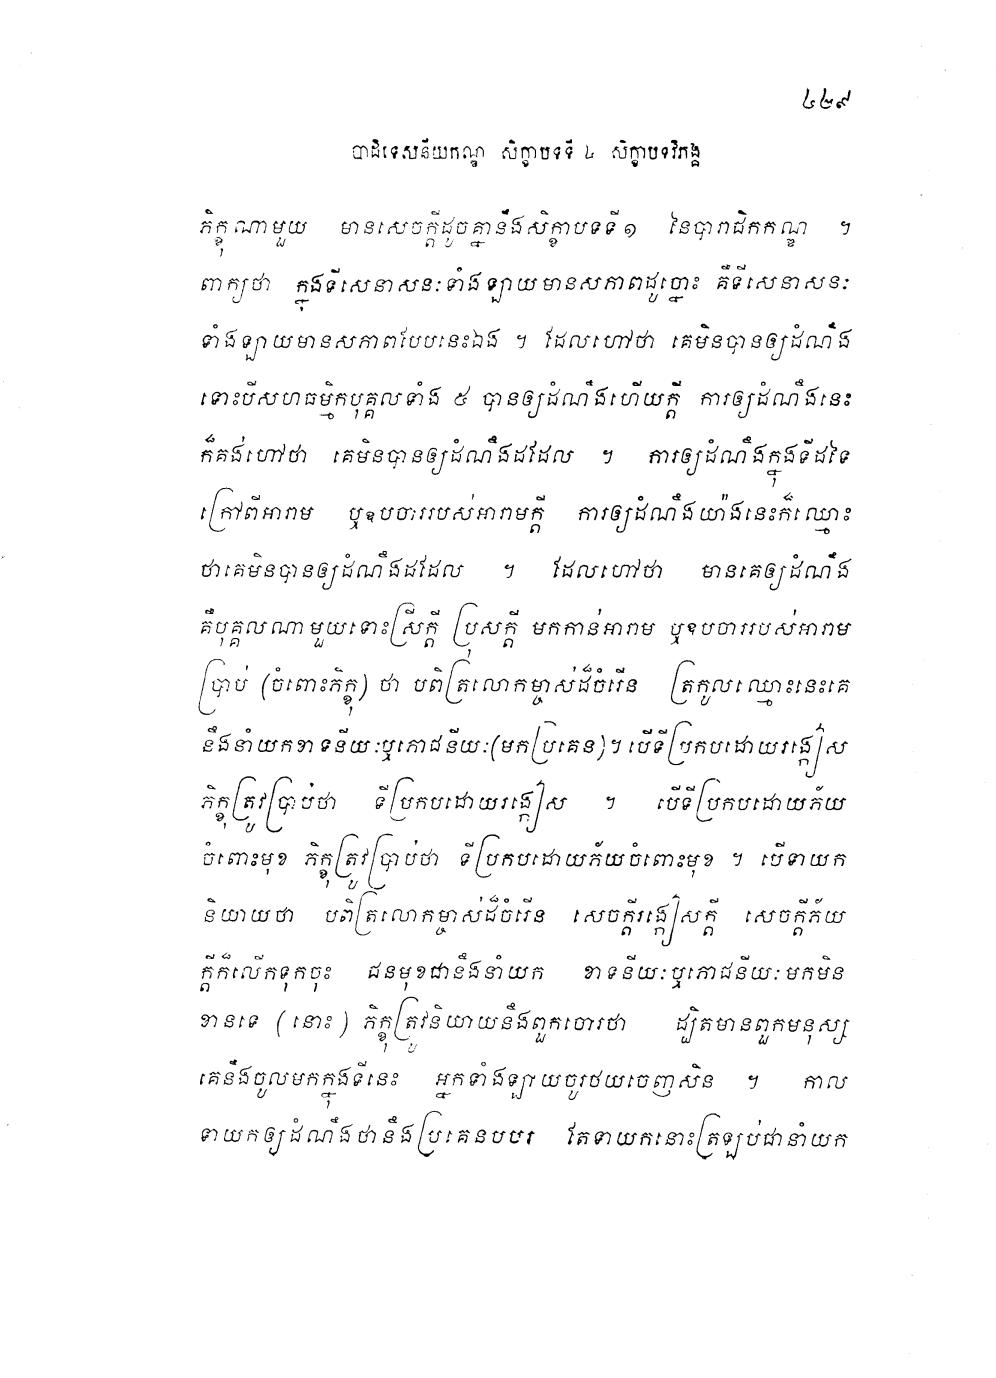 ៤២៩
បាដិទេសនីយកណ្ឌ សិក្ខាបទទី ៤ សិក្ខាបទវិភង្គ
ភិក្ខុណាមួយ មានសេចក្តីដូចគ្នានឹងសិក្ខាបទទី១ នៃបារាជិកកណ្ឌ ។
ពាក្យថា ក្នុងទីសេនាសនៈទាំងឡាយមានសភាពដូច្នោះ គឺទីសេនាសនៈ
ទាំងឡាយមានសភាពបែបនេះឯង ។ ដែលហៅថា គេមិនបានឲ្យដំណឹង
ទោះបីសហធម្មិកបុគ្គលទាំង ៥ បានឲ្យដំណឹងហើយក្តី ការឲ្យដំណឹងនេះ
ក៏គង់ហៅថា គេមិនបានឲ្យដំណឹងដដែល ។ ការឲ្យដំណឹងក្នុងទីដទៃ
ក្រៅពីអារាម ឬឧបចាររបស់អារាមក្តី ការឲ្យដំណឹងយ៉ាងនេះក៏ឈ្មោះ
ថាគេមិនបានឲ្យដំណឹងដដែល ។ ដែលហៅថា មានគេឲ្យដំណឹង
គឺបុគ្គលណាមួយទោះស្រីក្តី ប្រុសក្តី មកកាន់អារាម ឬឧបចាររបស់អារាម
ប្រាប់ (ចំពោះភិក្ខុ) ថា បពិត្រលោកម្ចាស់ដ៏ចំរើន ត្រកូលឈ្មោះនេះគេ
នឹងនាំយកខាទនីយៈឬភោជនីយៈ(មកប្រគេន)។ បើទីប្រកបដោយរង្កៀស
ភិក្ខុត្រូវប្រាប់ថា ទីប្រកបដោយរង្កៀស ។ បើទីប្រកបដោយភ័យ
ចំពោះមុខ ភិក្ខុត្រូវប្រាប់ថា ទីប្រកបដោយភ័យចំពោះមុខ ។ បើទាយក
និយាយថា បពិត្រលោកម្ចាស់ដ៏ចំរើន សេចក្តីរង្កៀសក្តី សេចក្តីភ័យ
ក្តីក៏លើកទុកចុះ ជនមុខជានឹងនាំយក ខាទនីយៈឬភោជនីយៈមកមិន
ខានទេ (នោះ) ភិក្ខុត្រូវនិយាយនឹងពួកចោរថា ដ្បិតមានពួកមនុស្ស
គេនឹងចូលមកក្នុងទីនេះ អ្នកទាំងឡាយចូរថយចេញសិន ។ កាល
ទាយកឲ្យដំណឹងថានឹងប្រគេនបបរ តែទាយកនោះត្រឡប់ជានាំយក